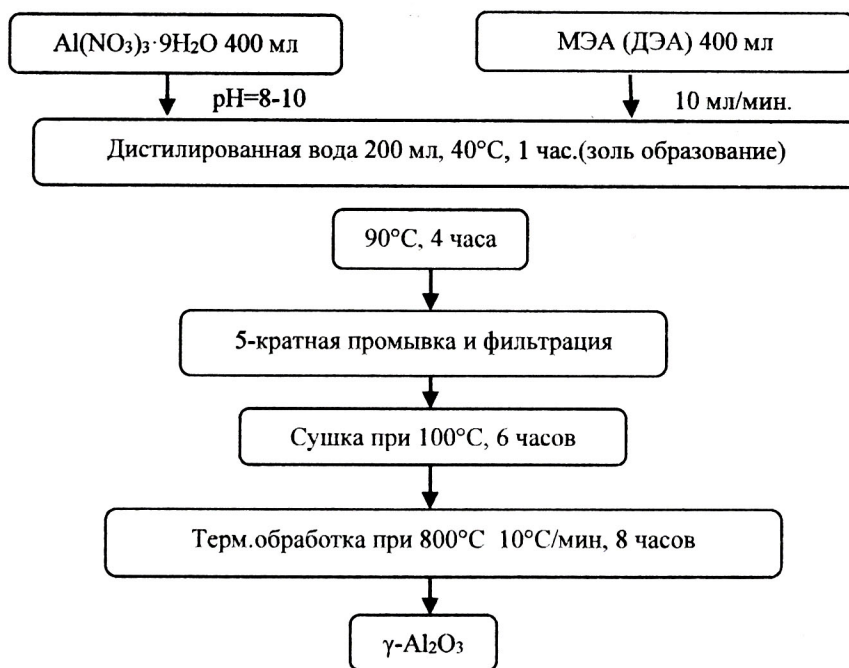 Al(NO₃)₃·9H₂O 400 мл
МЭА (ДЭА) 400 мл
pH=8-10
10 мл/мин.
Дистилированная вода 200 мл, 40°C, 1 час.(золь образование)
90°C, 4 часа
5-кратная промывка и фильтрация
Сушка при 100°C, 6 часов
Терм.обработка при 800°C 10°C/мин, 8 часов
γ-Al₂O₃